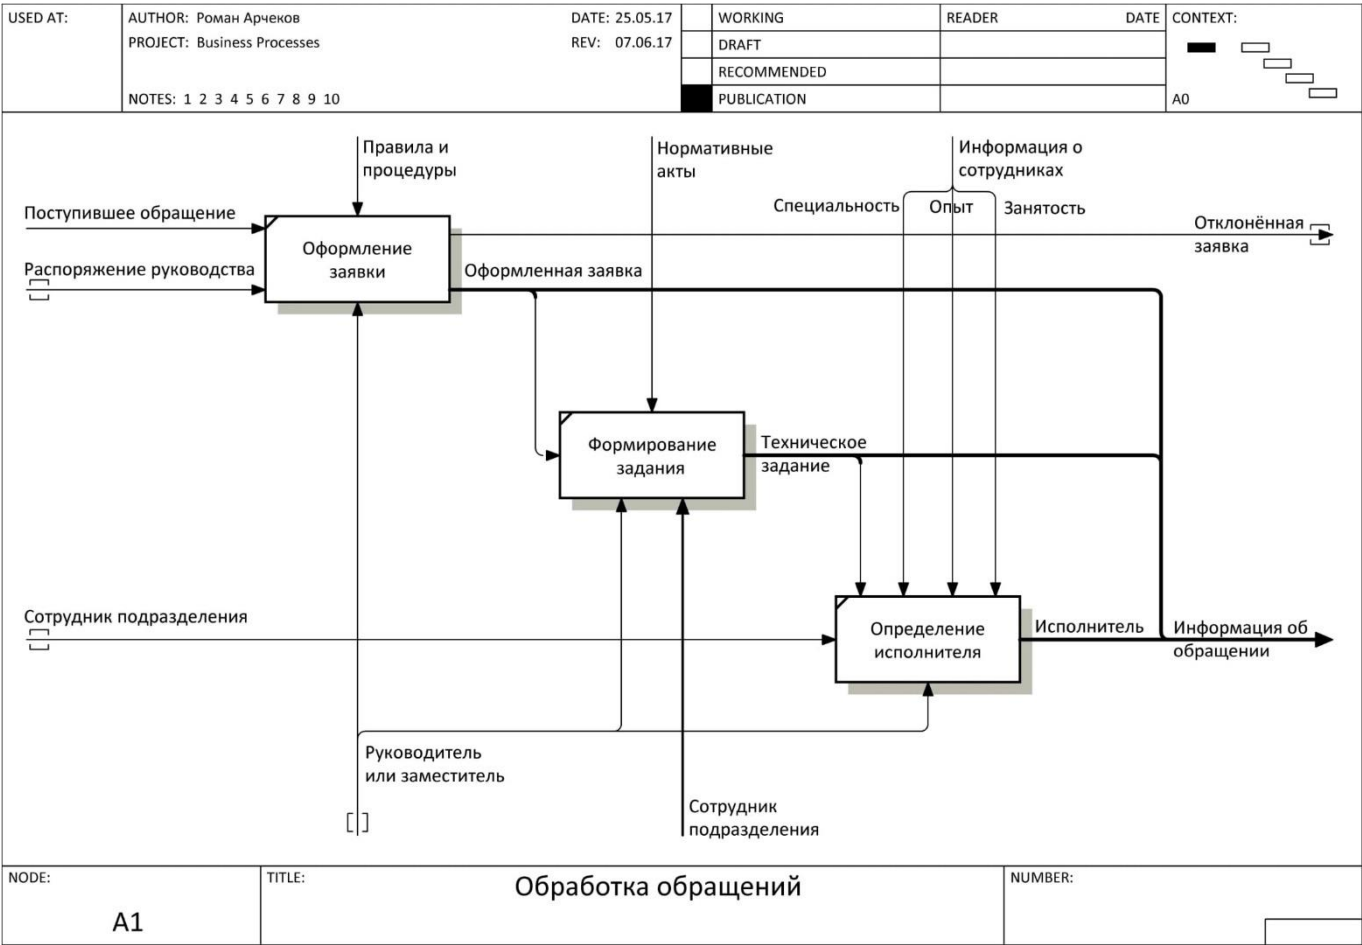 USED AT:
AUTHOR: Роман Арчеков
DATE: 25.05.17
WORKING
READER
DATE
CONTEXT:
PROJECT: Business Processes
REV: 07.06.17
DRAFT
RECOMMENDED
NOTES: 1 2 3 4 5 6 7 8 9 10
PUBLICATION
A0
Правила и
процедуры
Нормативные
акты
Информация о
сотрудниках
Поступившее обращение
Специальность
Опыт
Занятость
Отклонённая
заявка
Оформление
заявки
Распоряжение руководства
Оформленная заявка
Формирование
задания
Техническое
задание
Сотрудник подразделения
Определение
исполнителя
Исполнитель
Информация об
обращении
Руководитель
или заместитель
Сотрудник
подразделения
NODE:
TITLE:
NUMBER:
Обработка обращений
A1